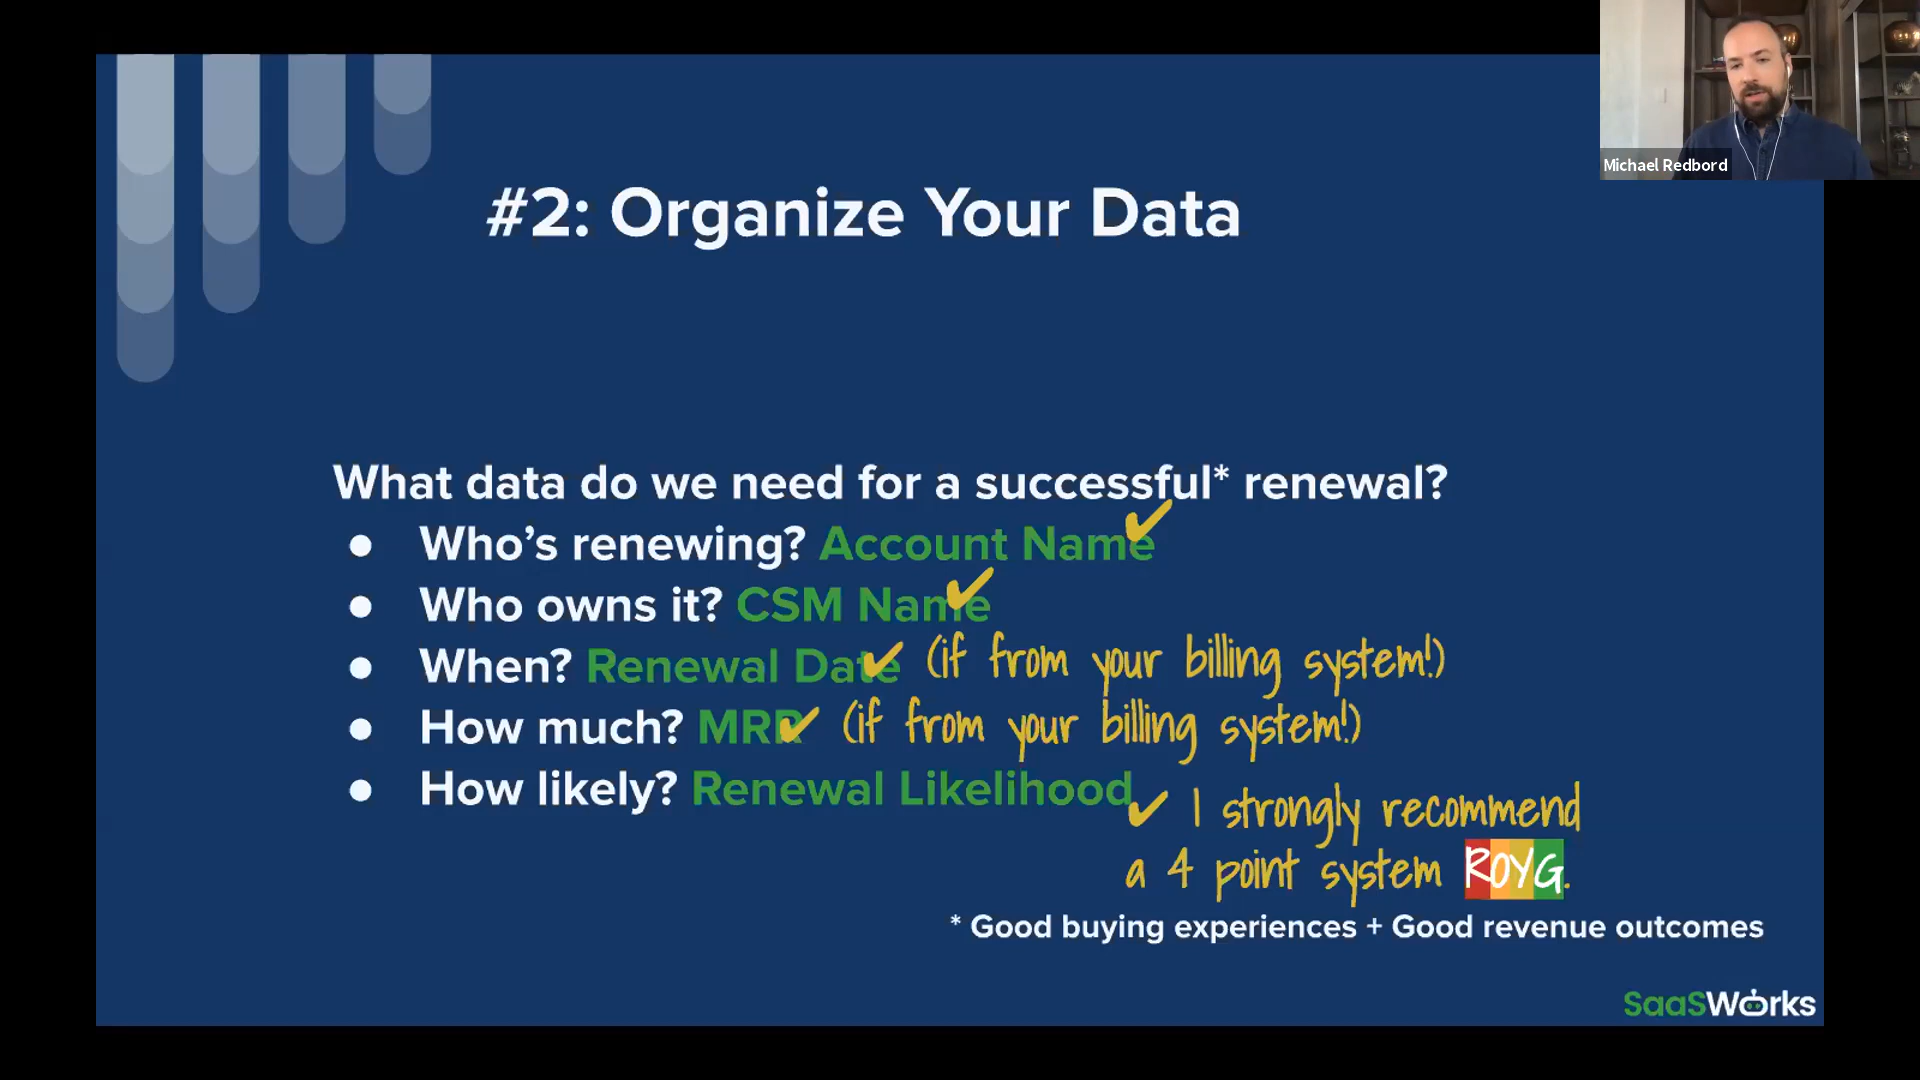 Michael Redbord
#2: Organize Your Data
What data do we need for a successful* renewal?
● Who's renewing? Account Name ✔
● Who owns it? CSM Name ✔
● When? Renewal Date ✔ (if from your billing system!)
● How much? MRR ✔ (if from your billing system!)
● How likely? Renewal Likelihood
✔ I strongly recommend
a 4 point system ROYG.
* Good buying experiences + Good revenue outcomes
SaaSWorks